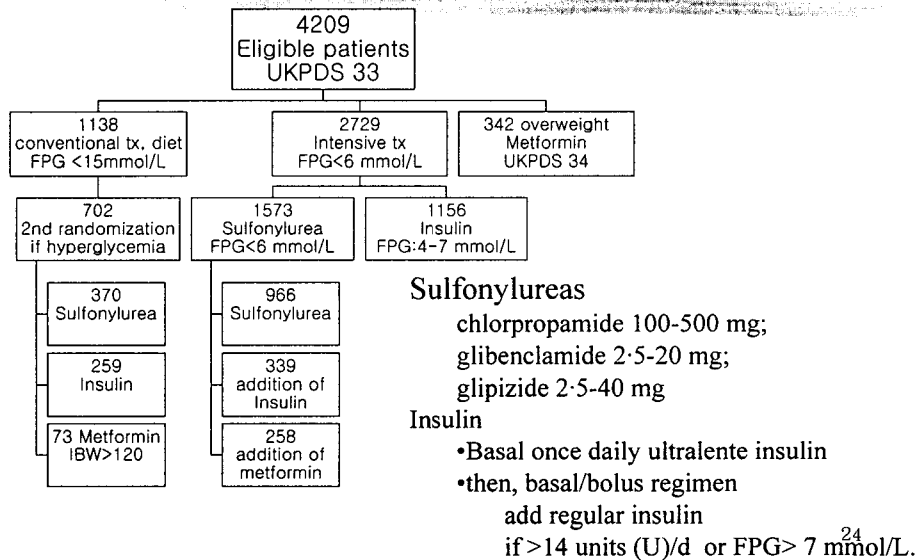 4209
Eligible patients
UKPDS 33
1138
conventional tx, diet
FPG <15mmol/L
2729
Intensive tx
FPG<6 mmol/L
342 overweight
Metformin
UKPDS 34
702
2nd randomization
if hyperglycemia
1573
Sulfonylurea
FPG<6 mmol/L
1156
Insulin
FPG:4-7 mmol/L
370
Sulfonylurea
259
Insulin
73 Metformin
IBW>120
966
Sulfonylurea
339
addition of
Insulin
258
addition of
metformin
Sulfonylureas
chlorpropamide 100-500 mg;
glibenclamide 2·5-20 mg;
glipizide 2·5-40 mg
Insulin
•Basal once daily ultralente insulin
•then, basal/bolus regimen
add regular insulin
if >14 units (U)/d or FPG> 7 mmol/L.
24